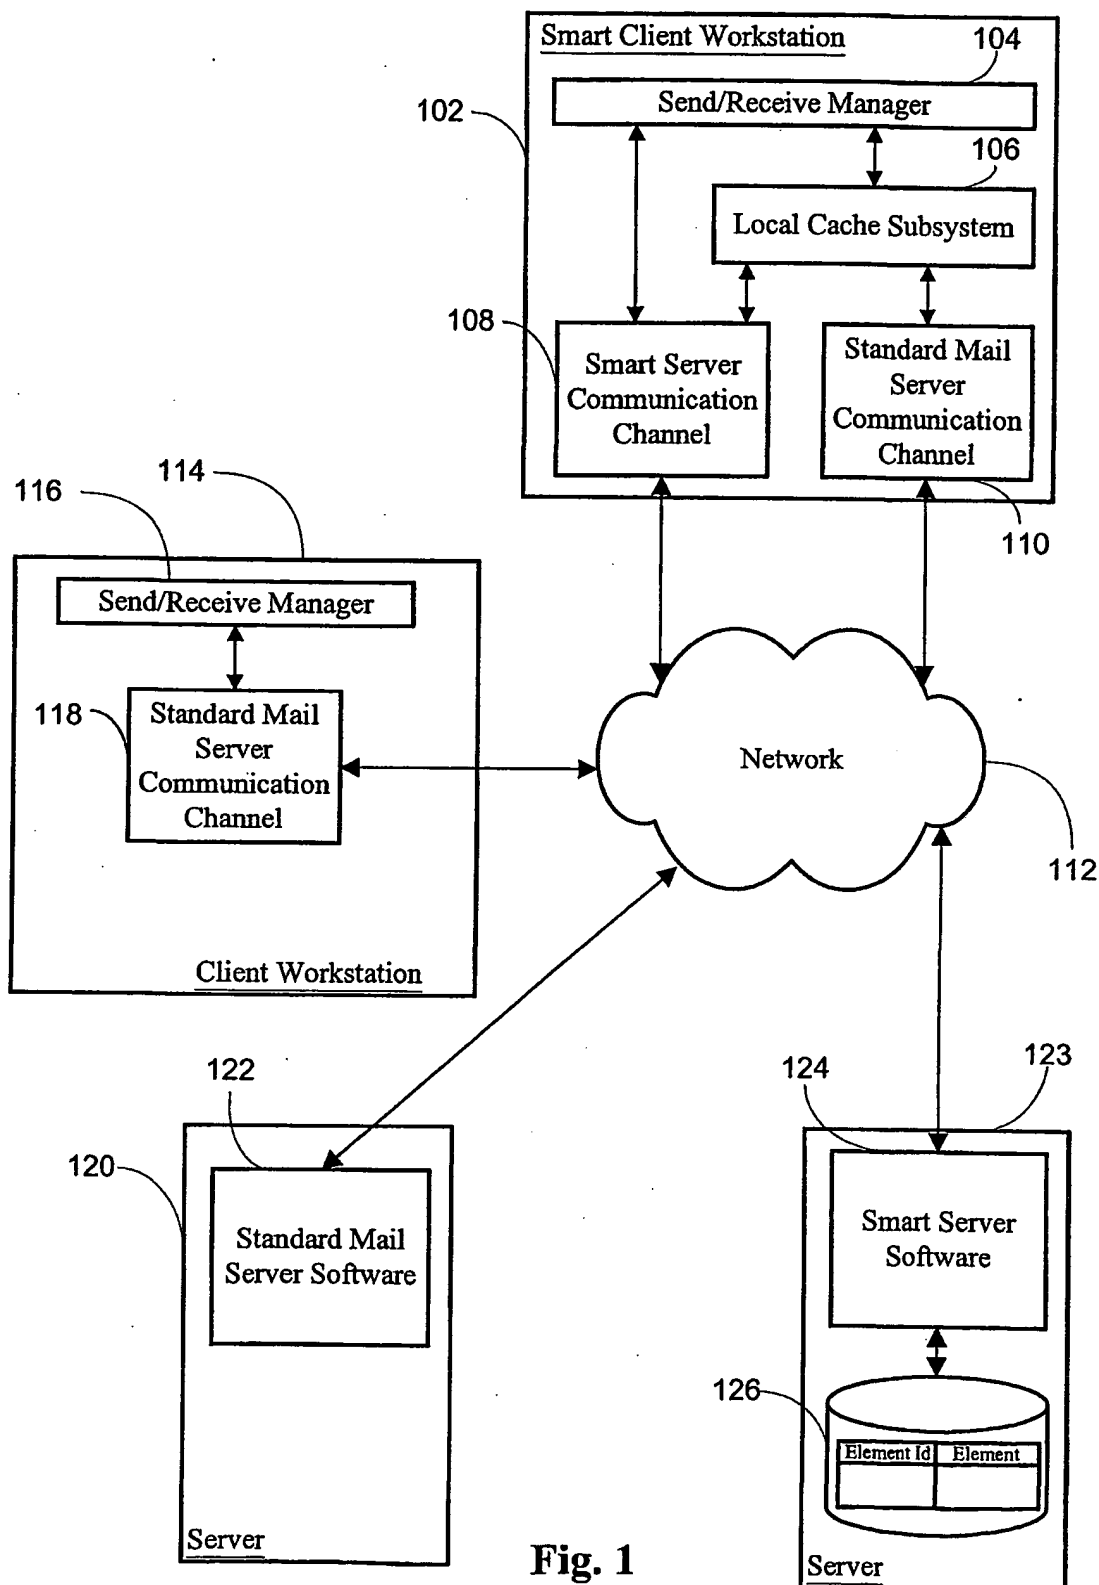 Smart Client Workstation
104
Send/Receive Manager
102
106
Local Cache Subsystem
108
Smart Server
Communication
Channel
Standard Mail
Server
Communication
Channel
110
114
116
Send/Receive Manager
118
Standard Mail
Server
Communication
Channel
Client Workstation
Network
112
122
120
Standard Mail
Server Software
Server
123
124
Smart Server
Software
126
Element Id
Element
Server
Fig. 1